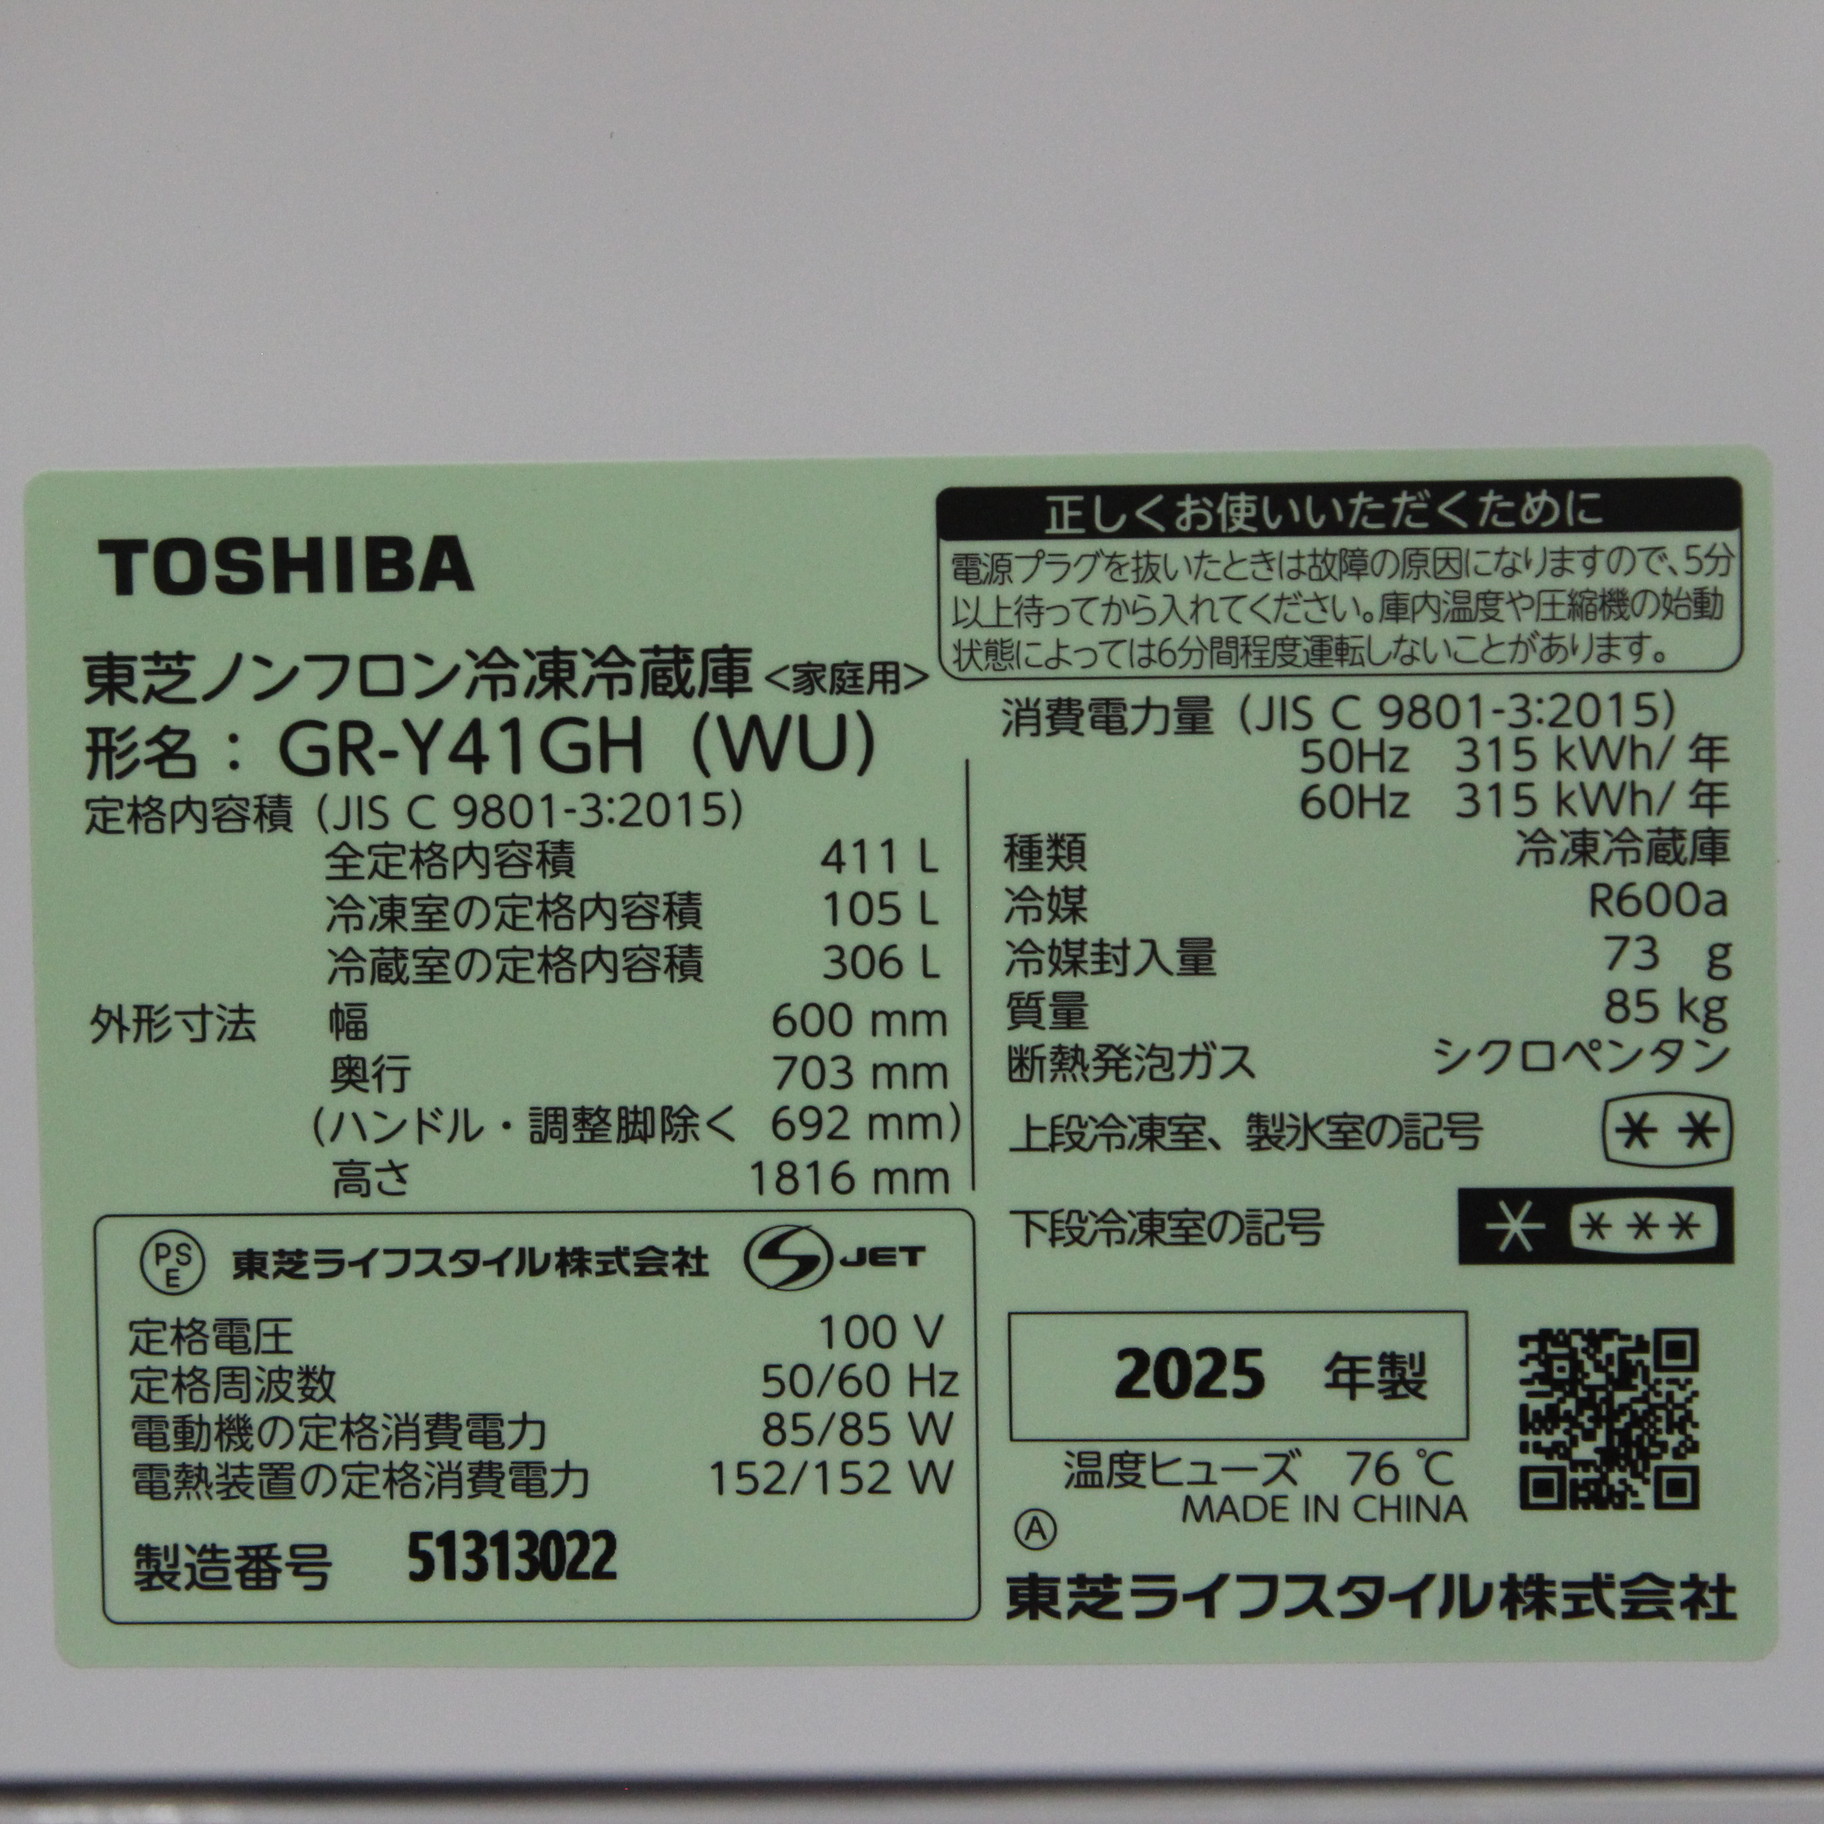 TOSHIBA
東芝ノンフロン冷凍冷蔵庫<家庭用>
形名：GR-Y41GH (WU)
定格内容積 (JIS C 9801-3:2015)
全定格内容積 411 L
冷凍室の定格内容積 105 L
冷蔵室の定格内容積 306 L
外形寸法 幅 600 mm
奥行 703 mm
(ハンドル・調整脚除く 692 mm)
高さ 1816 mm
PSE 東芝ライフスタイル株式会社 S JET
定格電圧 100 V
定格周波数 50/60 Hz
電動機の定格消費電力 85/85 W
電熱装置の定格消費電力 152/152 W
製造番号 51313022
正しくお使いいただくために
電源プラグを抜いたときは故障の原因になりますので、5分
以上待ってから入れてください。庫内温度や圧縮機の始動
状態によっては6分間程度運転しないことがあります。
消費電力量 (JIS C 9801-3:2015)
50Hz 315 kWh/年
60Hz 315 kWh/年
種類 冷凍冷蔵庫
冷媒 R600a
冷媒封入量 73 g
質量 85 kg
断熱発泡ガス シクロペンタン
上段冷凍室、製氷室の記号 **
下段冷凍室の記号 * ***
2025 年製
温度ヒューズ 76 ℃
MADE IN CHINA
Ⓐ
東芝ライフスタイル株式会社